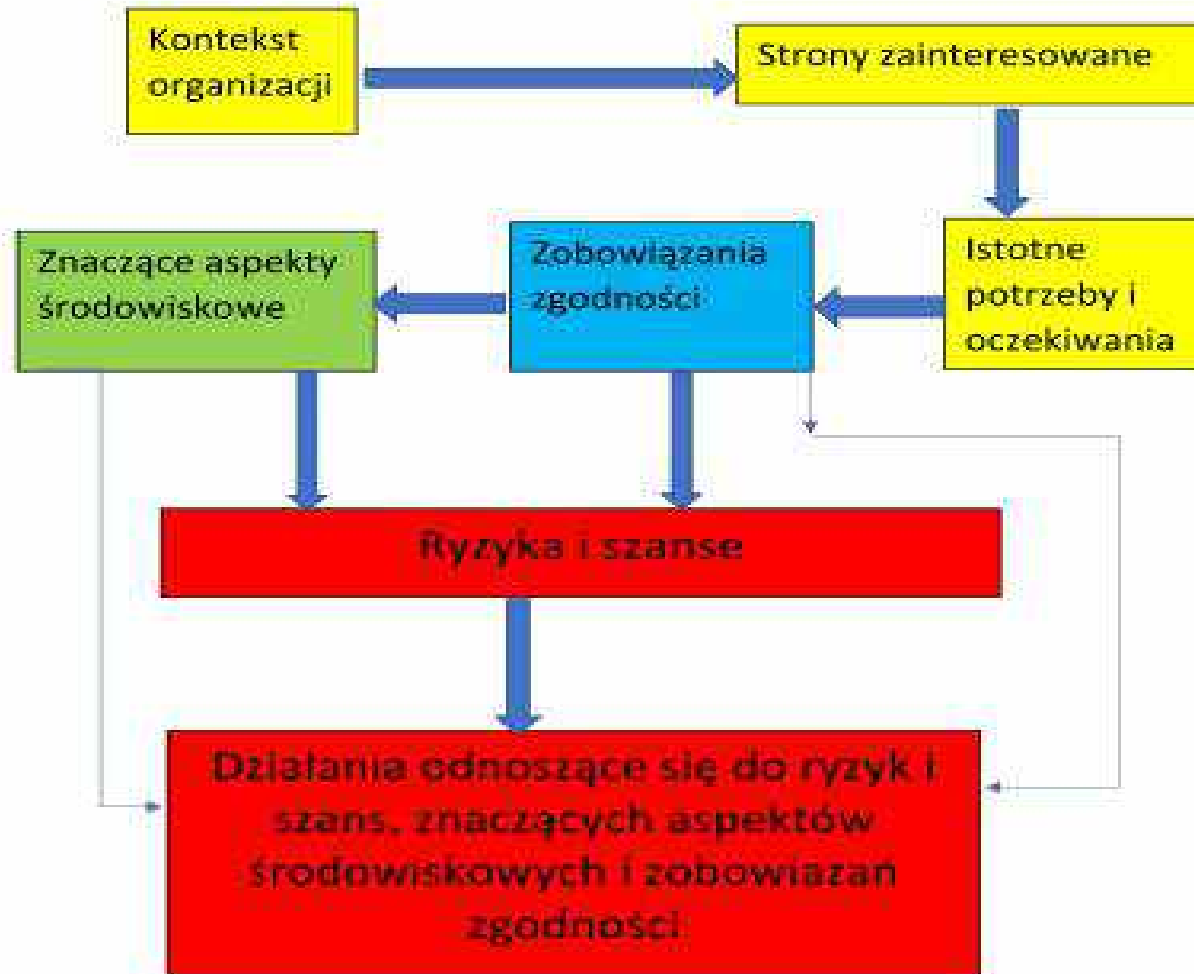 Kontekst
organizacji
Strony zainteresowane
Znaczące aspekty
środowiskowe
Zobowiązania
zgodności
Istotne
potrzeby i
oczekiwania
Ryzyka i szanse
Działania odnoszące się do ryzyk i
szans, znaczących aspektów
środowiskowych i zobowiazań
zgodności